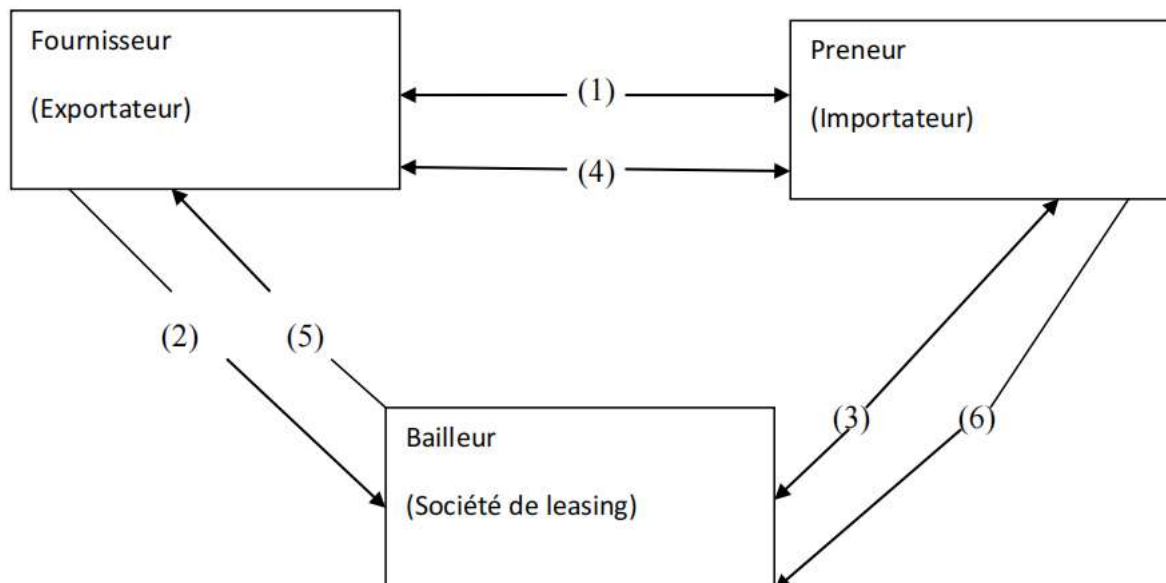 Fournisseur
(Exportateur)
Preneur
(Importateur)
(1)
(4)
(2)
(5)
(3)
(6)
Bailleur
(Société de leasing)